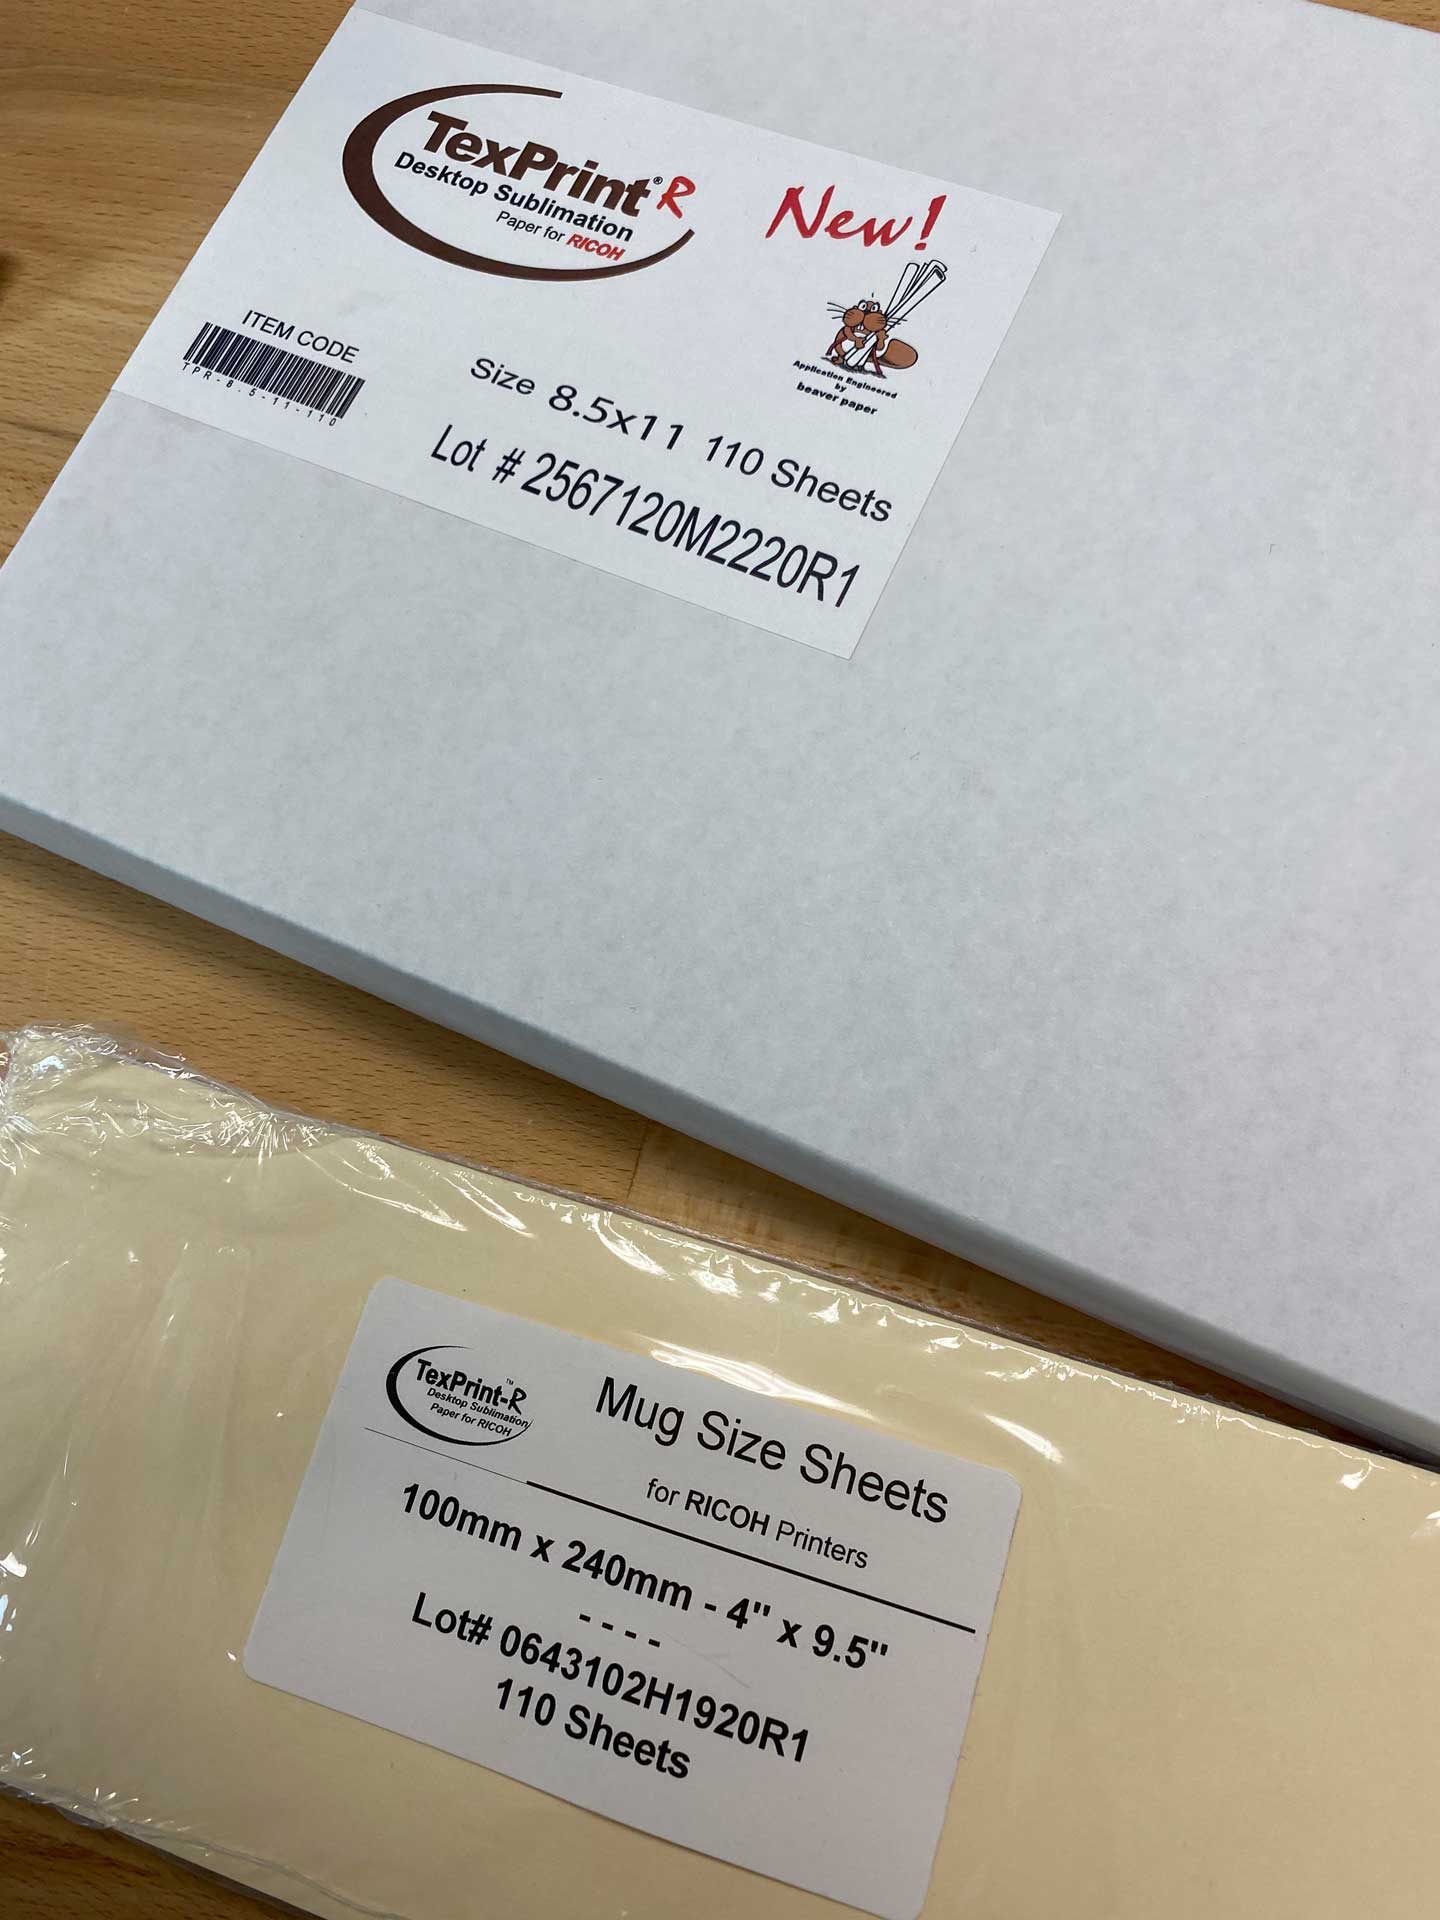 TexPrint®R
Desktop Sublimation
Paper for RICOH
New!
Application Engineered
by
beaver paper
ITEM CODE
TPR-8.5-11-110
Size 8.5x11 110 Sheets
Lot # 2567120M2220R1
TexPrint-R™
Desktop Sublimation
Paper for RICOH
Mug Size Sheets
for RICOH Printers
100mm x 240mm - 4" x 9.5"
- - - -
Lot# 0643102H1920R1
110 Sheets